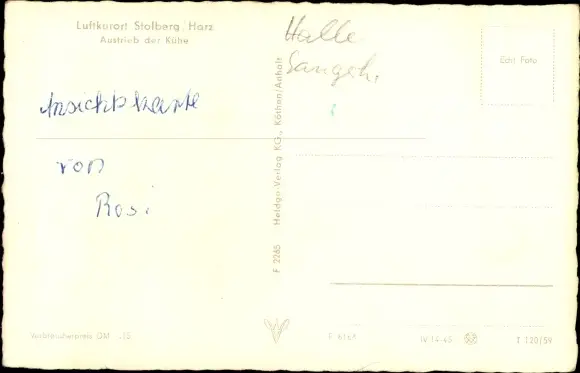 Luftkurort Stolberg, Harz
Austrieb der Kühe
Halle
Sangeh.
Echt Foto
Ansichtskarte
von
Rosi
F 2265 Heldge-Verlag KG., Köthen/Anhalt
Verbraucherpreis DM -.15
IV-14-45
T 120/59